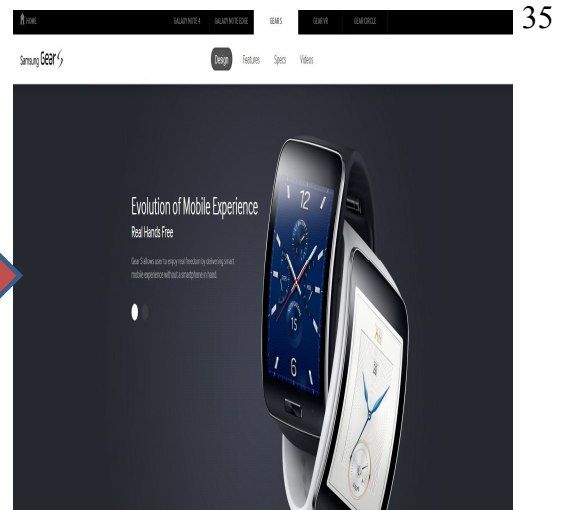 35
HOME GALAXY NOTE 4 GALAXY NOTE EDGE GEAR S GEAR VR GEAR CIRCLE
Samsung Gear S Design Features Specs Videos
Evolution of Mobile Experience
Real Hands Free
Gear S allows user to enjoy real freedom by delivering smart
mobile experience without a smartphone in hand.
12
15
6